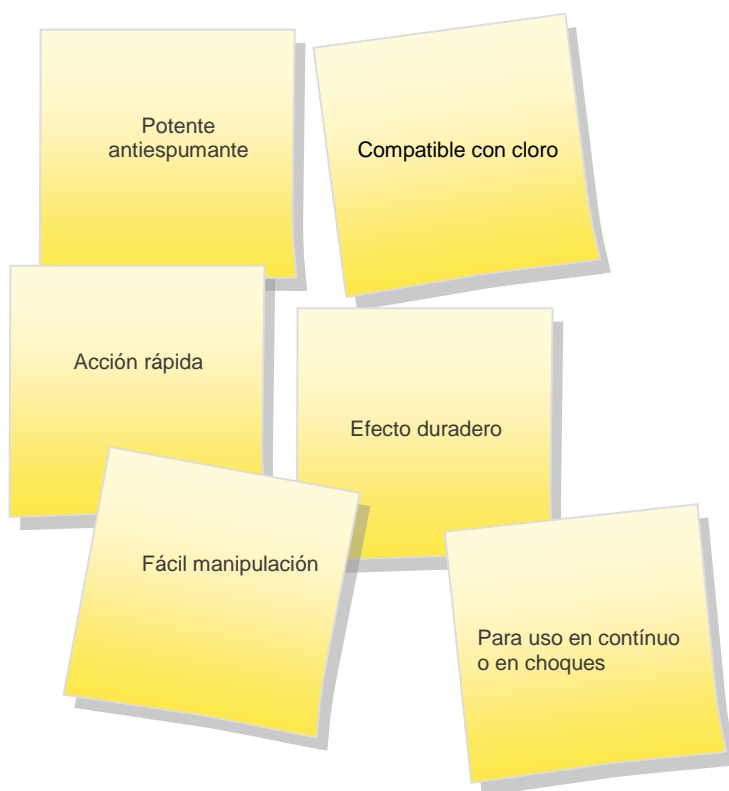 Potente
antiespumante
Compatible con cloro
Acción rápida
Efecto duradero
Fácil manipulación
Para uso en contínuo
o en choques